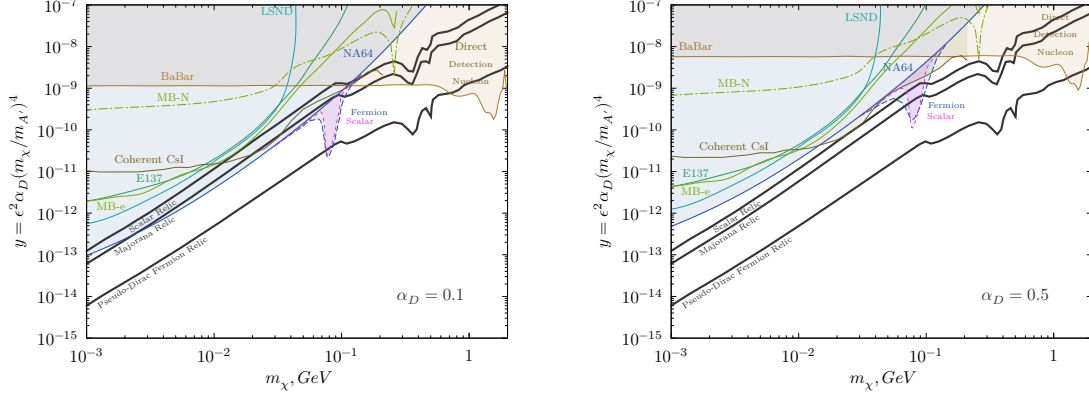 10⁻⁷
10⁻⁸
10⁻⁹
10⁻¹⁰
10⁻¹¹
10⁻¹²
10⁻¹³
10⁻¹⁴
10⁻¹⁵
y = ϵ²α_D(m_χ/m_A′)⁴
LSND
NA64
Direct
Detection
Nucleon
BaBar
MB-N
Fermion
Scalar
Coherent CsI
E137
MB-e
Scalar Relic
Majorana Relic
Pseudo-Dirac Fermion Relic
α_D = 0.1
10⁻³ 10⁻² 10⁻¹ 1
m_χ, GeV
10⁻⁷
10⁻⁸
10⁻⁹
10⁻¹⁰
10⁻¹¹
10⁻¹²
10⁻¹³
10⁻¹⁴
10⁻¹⁵
y = ϵ²α_D(m_χ/m_A′)⁴
LSND
Direct
Detection
Nucleon
BaBar
NA64
MB-N
Fermion
Scalar
Coherent CsI
E137
MB-e
Scalar Relic
Majorana Relic
Pseudo-Dirac Fermion Relic
α_D = 0.5
10⁻³ 10⁻² 10⁻¹ 1
m_χ, GeV